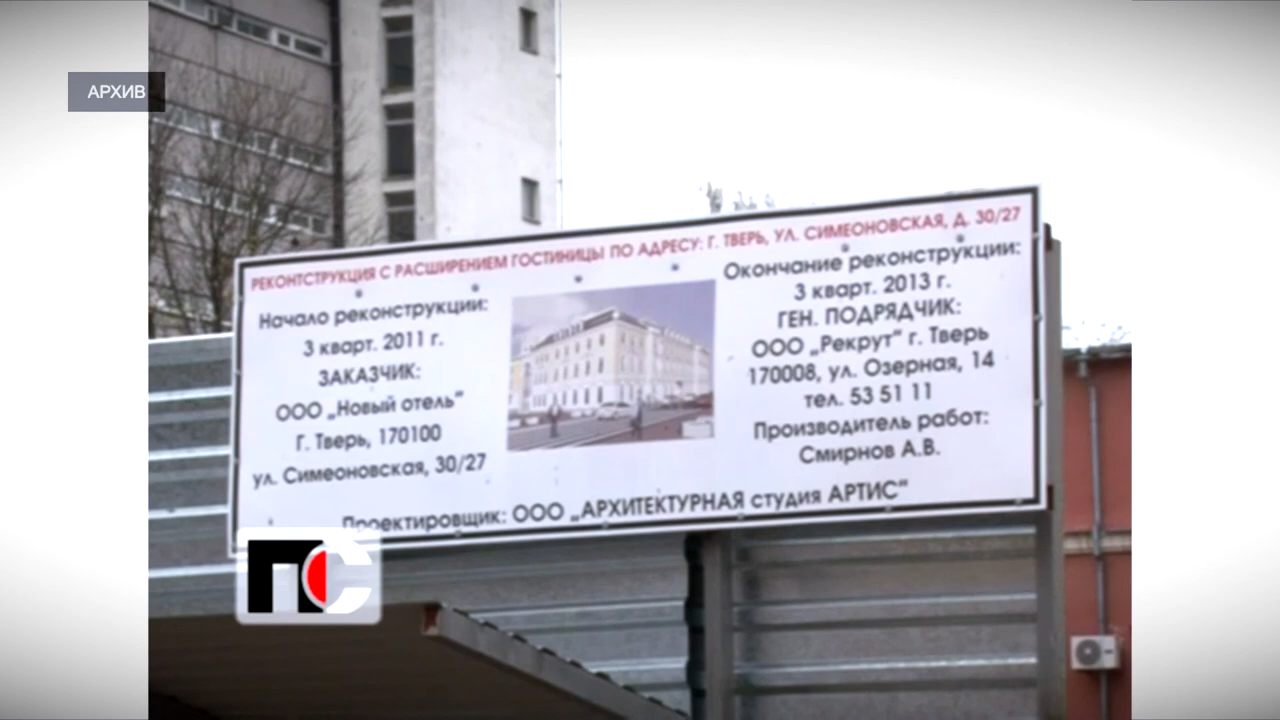 АРХИВ
РЕКОНТСТРУКЦИЯ С РАСШИРЕНИЕМ ГОСТИНИЦЫ ПО АДРЕСУ: Г. ТВЕРЬ, УЛ. СИМЕОНОВСКАЯ, Д. 30/27
Начало реконструкции:
3 кварт. 2011 г.
ЗАКАЗЧИК:
ООО „Новый отель“
Г. Тверь, 170100
ул. Симеоновская, 30/27
Окончание реконструкции:
3 кварт. 2013 г.
ГЕН. ПОДРЯДЧИК:
ООО „Рекрут“ г. Тверь
170008, ул. Озерная, 14
тел. 53 51 11
Производитель работ:
Смирнов А.В.
Проектировщик: ООО „АРХИТЕКТУРНАЯ студия АРТИС“
ПС